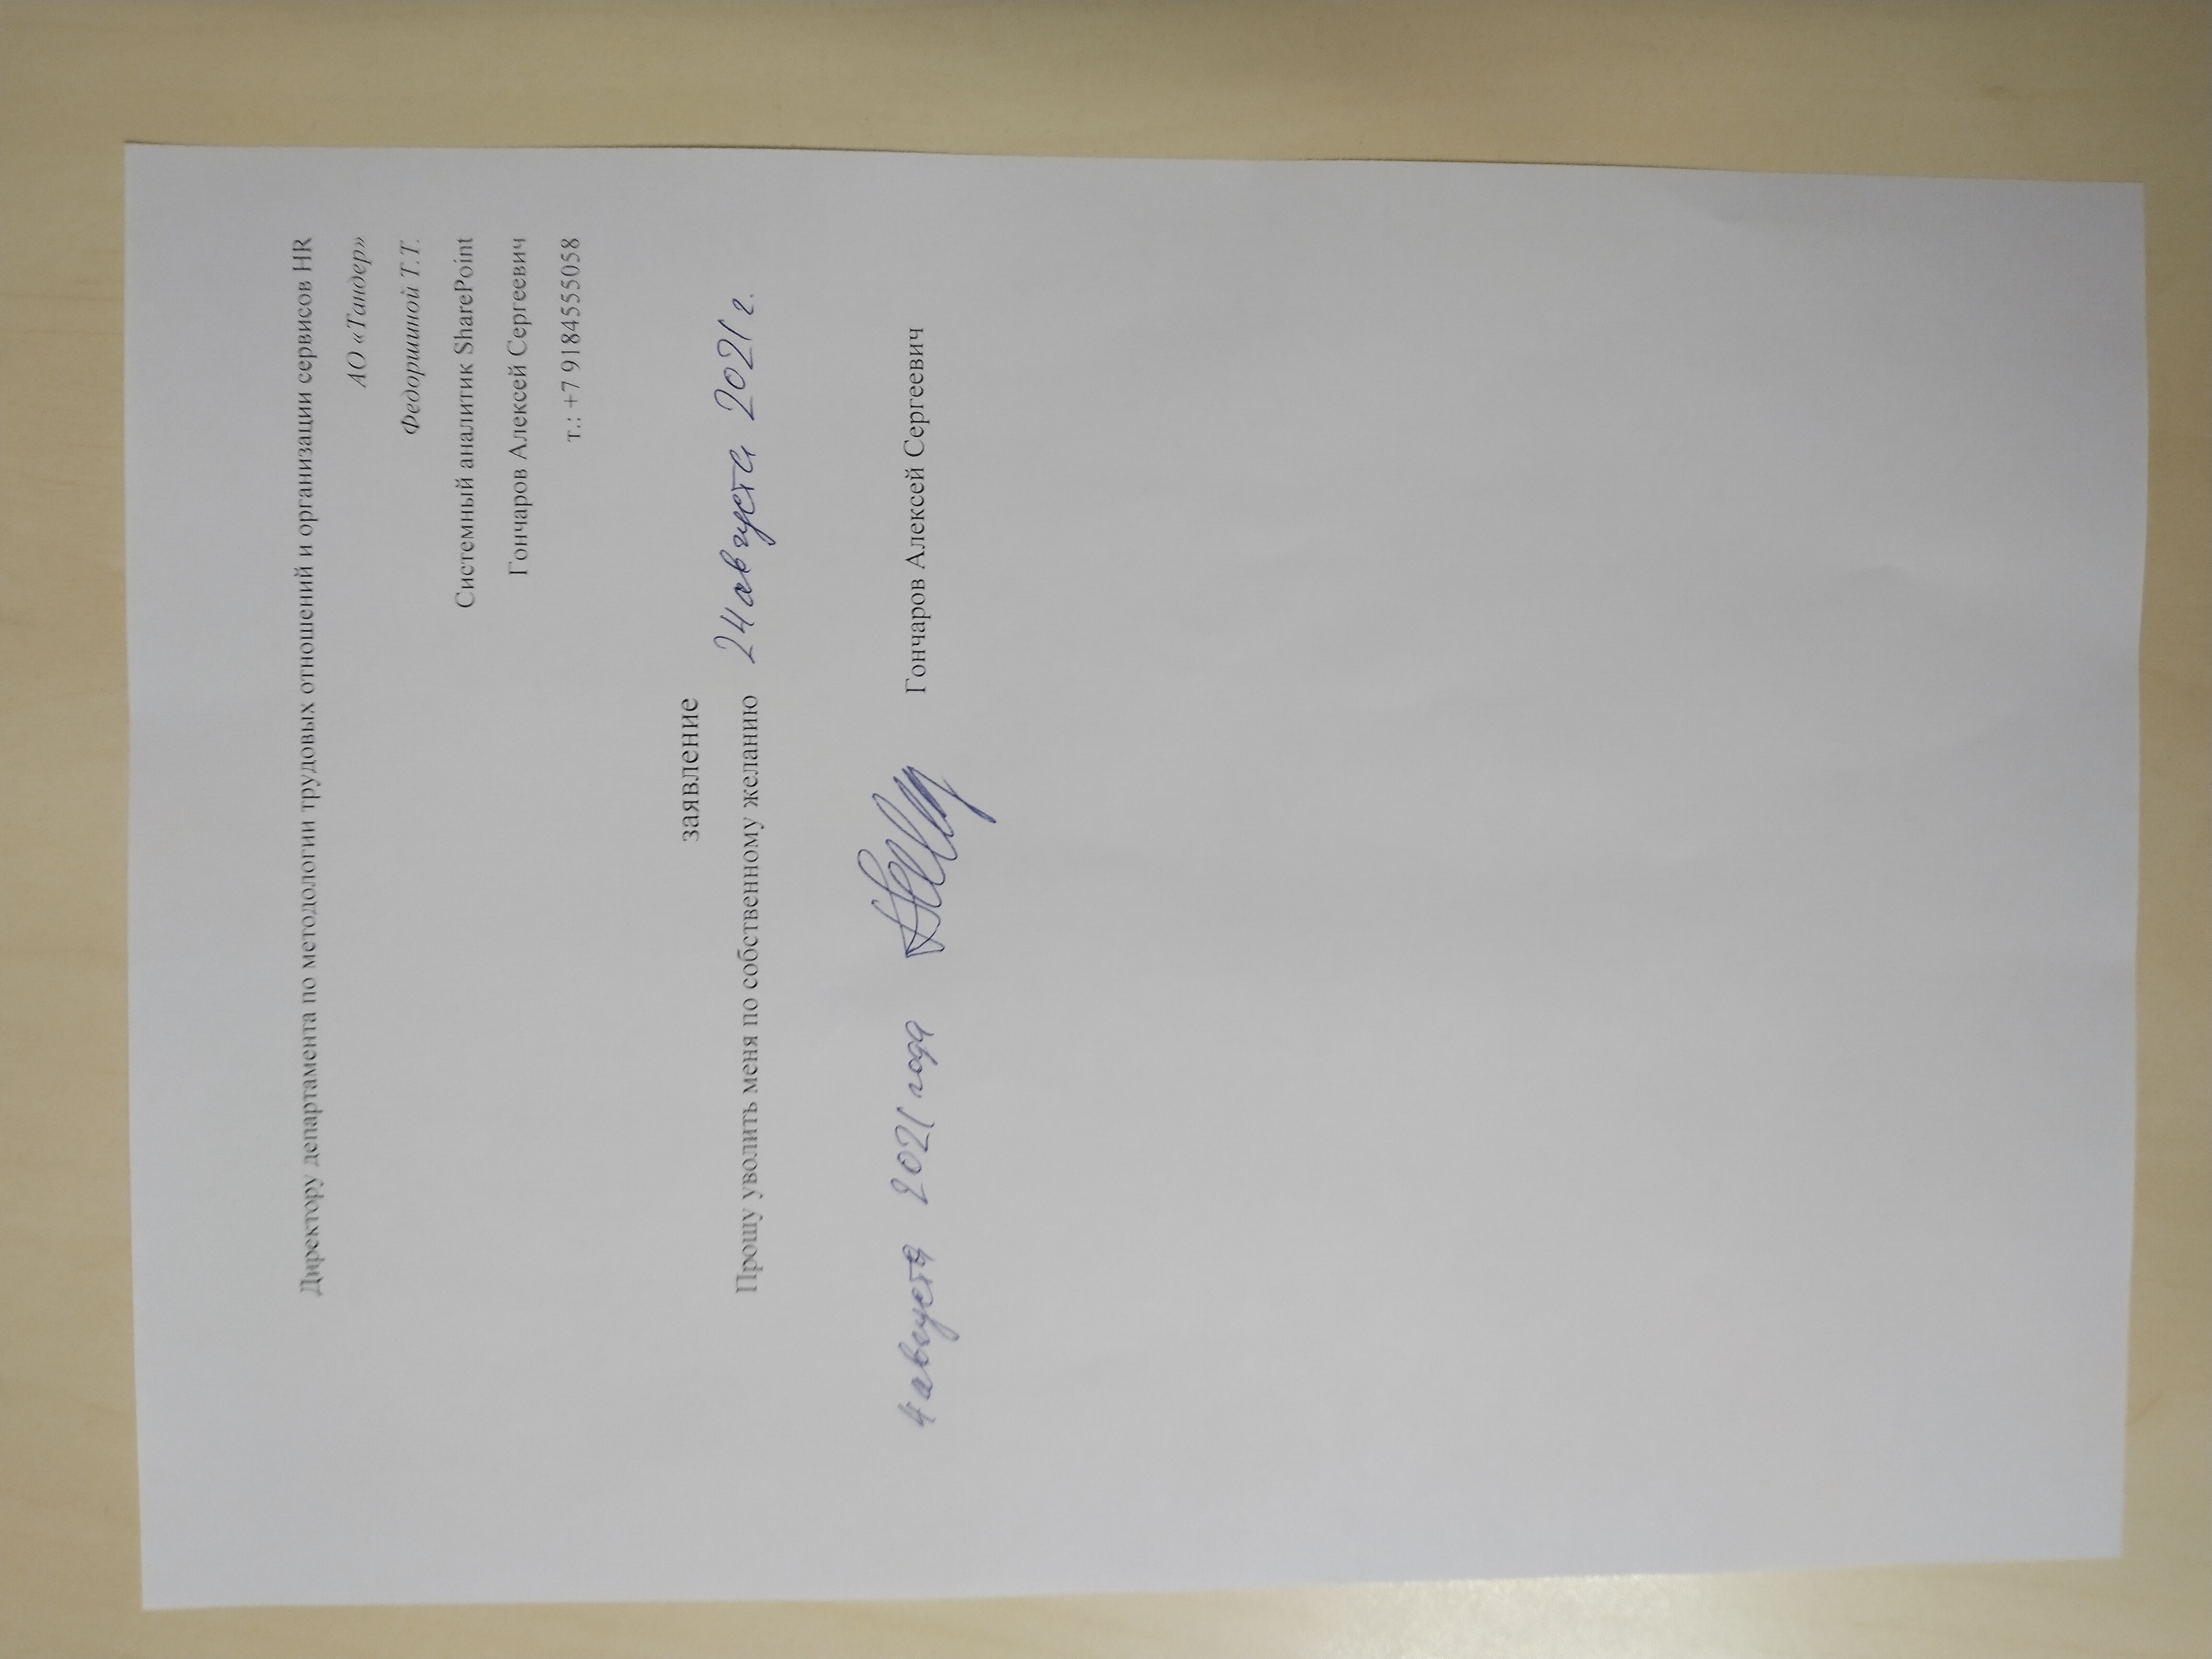 Директору департамента по методологии трудовых отношений и организации сервисов HR
АО «Тандер»
Федоришиной Т.Т.
Системный аналитик SharePoint
Гончаров Алексей Сергеевич
т.: +7 9184555058
заявление
Прошу уволить меня по собственному желанию 24 августа 2021 г.
4 августа 2021 года Гончаров Алексей Сергеевич